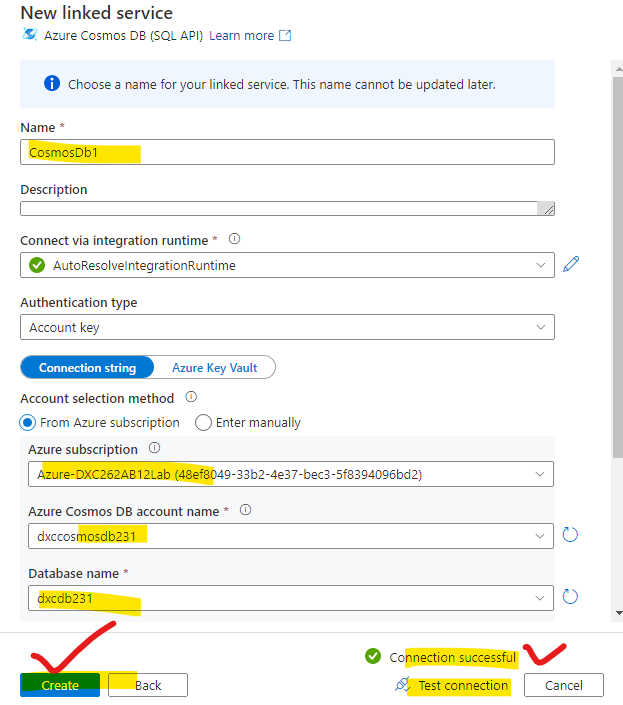 New linked service
Azure Cosmos DB (SQL API) Learn more
Choose a name for your linked service. This name cannot be updated later.
Name *
CosmosDb1
Description
Connect via integration runtime *
AutoResolveIntegrationRuntime
Authentication type
Account key
Connection string Azure Key Vault
Account selection method
From Azure subscription Enter manually
Azure subscription
Azure-DXC262AB12Lab (48ef8049-33b2-4e37-bec3-5f8394096bd2)
Azure Cosmos DB account name *
dxccosmosdb231
Database name *
dxcdb231
Connection successful
Create Back Test connection Cancel